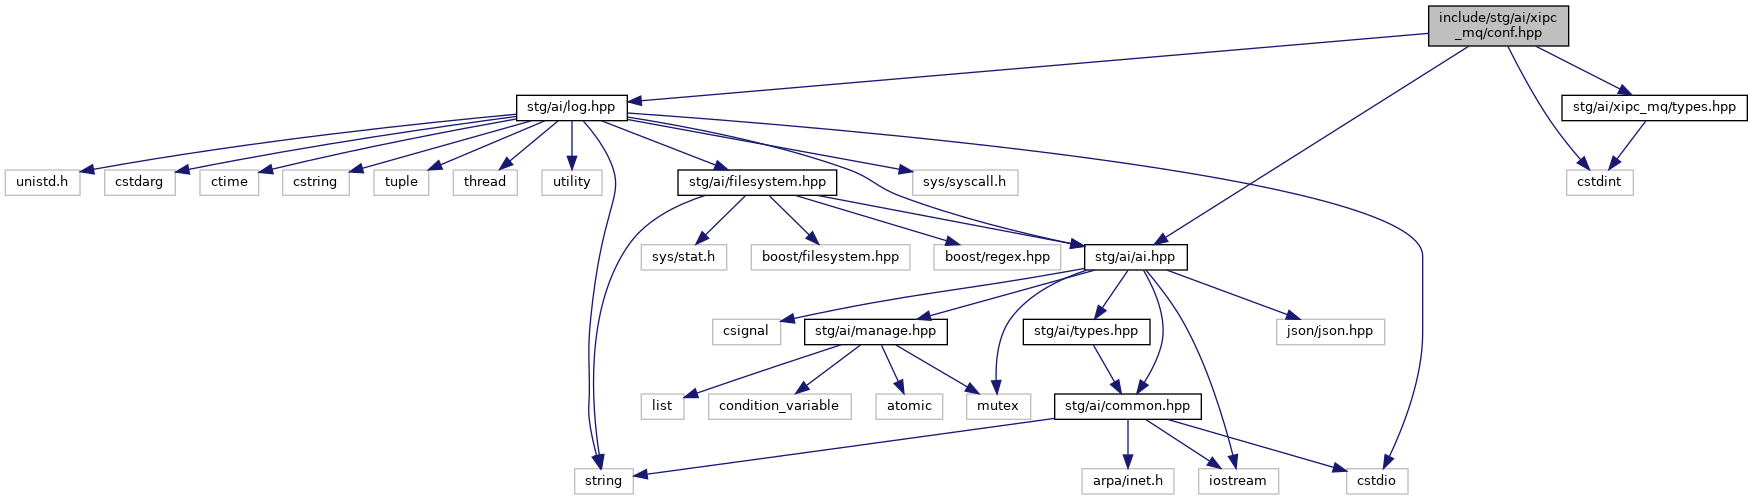 include/stg/ai/xipc
_mq/conf.hpp
stg/ai/log.hpp
stg/ai/xipc_mq/types.hpp
unistd.h
cstdarg
ctime
cstring
tuple
thread
utility
stg/ai/filesystem.hpp
sys/syscall.h
cstdint
sys/stat.h
boost/filesystem.hpp
boost/regex.hpp
stg/ai/ai.hpp
csignal
stg/ai/manage.hpp
stg/ai/types.hpp
json/json.hpp
list
condition_variable
atomic
mutex
stg/ai/common.hpp
string
arpa/inet.h
iostream
cstdio